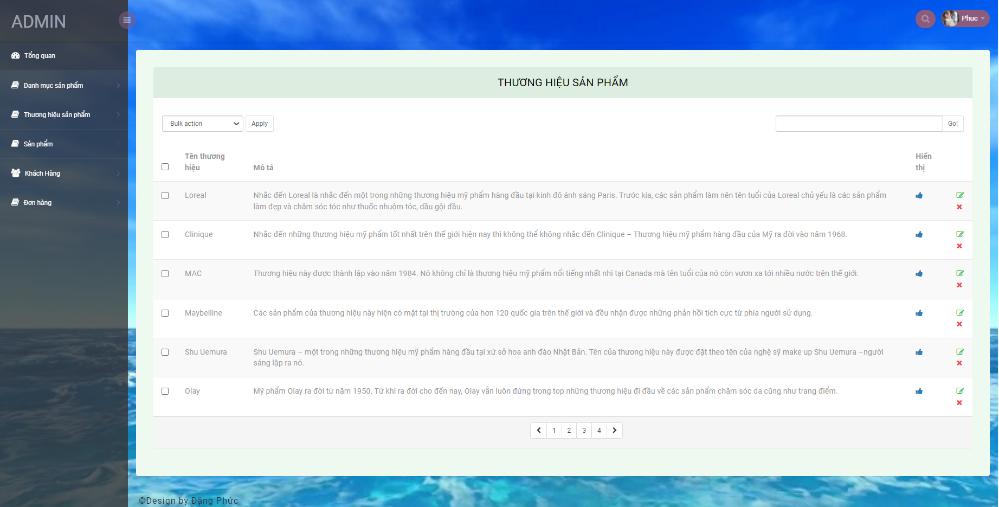 ADMIN
Phuc
Tổng quan
Danh mục sản phẩm
Thương hiệu sản phẩm
Sản phẩm
Khách Hàng
Đơn hàng
THƯƠNG HIỆU SẢN PHẨM
Bulk action
Apply
Go!
Tên thương
hiệu
Mô tả
Hiển
thị
Loreal
Nhắc đến Loreal là nhắc đến một trong những thương hiệu mỹ phẩm hàng đầu tại kinh đô ánh sáng Paris. Trước kia, các sản phẩm làm nên tên tuổi của Loreal chủ yếu là các sản phẩm
làm đẹp và chăm sóc tóc như thuốc nhuộm tóc, dầu gội đầu.
Clinique
Nhắc đến những thương hiệu mỹ phẩm tốt nhất trên thế giới hiện nay thì không thể không nhắc đến Clinique – Thương hiệu mỹ phẩm hàng đầu của Mỹ ra đời vào năm 1968.
MAC
Thương hiệu này được thành lập vào năm 1984. Nó không chỉ là thương hiệu mỹ phẩm nổi tiếng nhất nhì tại Canada mà tên tuổi của nó còn vươn xa tới nhiều nước trên thế giới.
Maybelline
Các sản phẩm của thương hiệu này hiện có mặt tại thị trường của hơn 120 quốc gia trên thế giới và đều nhận được những phản hồi tích cực từ phía người sử dụng.
Shu Uemura
Shu Uemura – một trong những thương hiệu mỹ phẩm hàng đầu tại xứ sở hoa anh đào Nhật Bản. Tên của thương hiệu này được đặt theo tên của nghệ sỹ make up Shu Uemura –người
sáng lập ra nó.
Olay
Mỹ phẩm Olay ra đời từ năm 1950. Từ khi ra đời cho đến nay, Olay vẫn luôn đứng trong top những thương hiệu đi đầu về các sản phẩm chăm sóc da cũng như trang điểm.
1 2 3 4
©Design by Đặng Phức